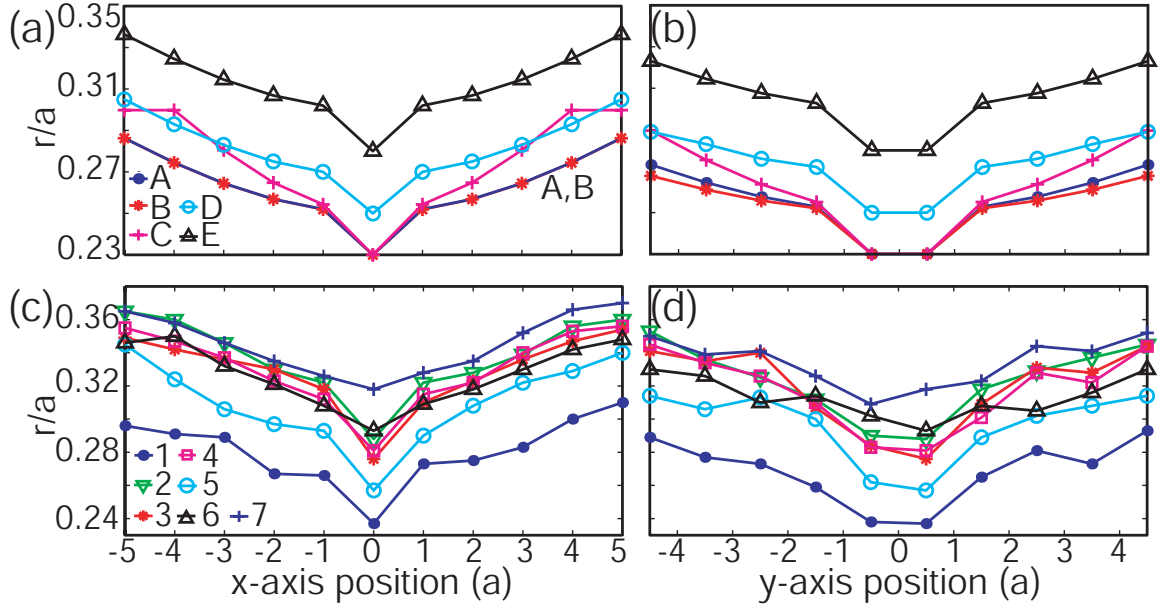 (a) 0.35 (b)
0.31
r/a
0.27
A A,B
B D
C E
0.23
(c) (d)
0.36
0.32
r/a
0.28
1 4
2 5
3 6 7
0.24
-5 -4 -3 -2 -1 0 1 2 3 4 5 -4 -3 -2 -1 0 1 2 3 4
x-axis position (a) y-axis position (a)